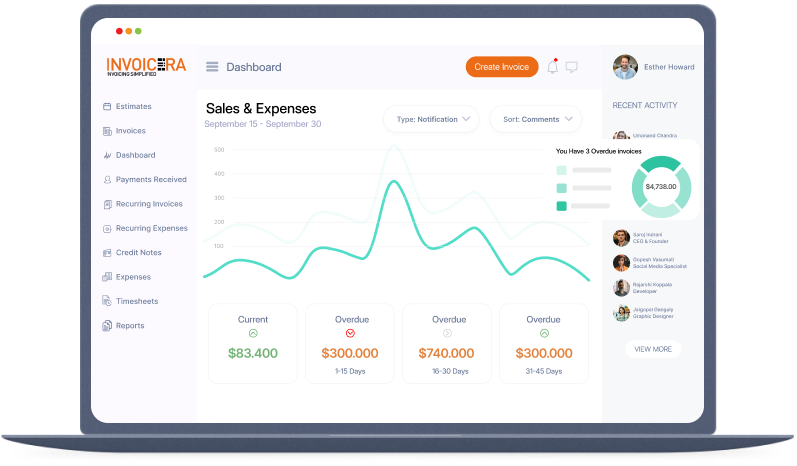 INVOICERA
INVOICING SIMPLIFIED
Dashboard
Create Invoice
Esther Howard
Estimates
Invoices
Dashboard
Payments Received
Recurring Invoices
Recurring Expenses
Credit Notes
Expenses
Timesheets
Reports
Sales & Expenses
September 15 - September 30
Type: Notification
Sort: Comments
500
400
300
200
100
Current
$83.400
Overdue
$300.000
1-15 Days
Overdue
$740.000
16-30 Days
Overdue
$300.000
31-45 Days
RECENT ACTIVITY
Umanand Chandra
You Have 3 Overdue invoices
$4,738.00
Saroj Indrani
CEO & Founder
Gopesh Vasumati
Social Media Specialist
Rajarshi Koppala
Developer
Jaigopal Ganguly
Graphic Designer
VIEW MORE